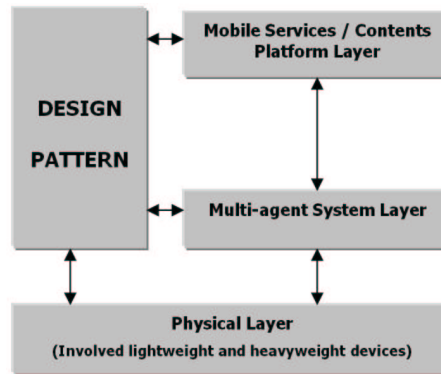 DESIGN
PATTERN
Mobile Services / Contents
Platform Layer
Multi-agent System Layer
Physical Layer
(Involved lightweight and heavyweight devices)